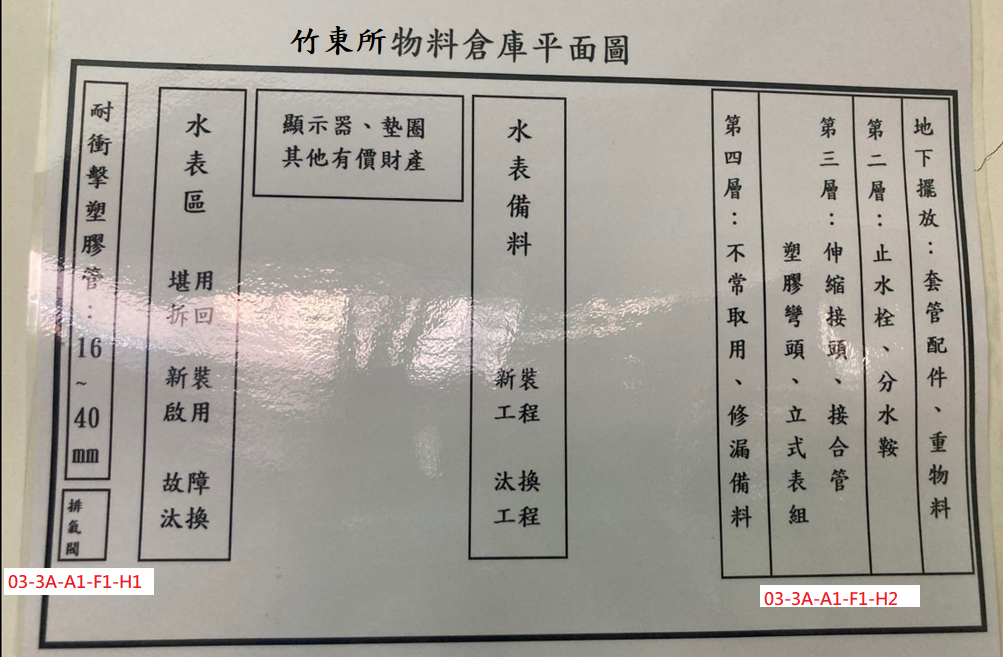 竹東所物料倉庫平面圖
耐衝擊塑膠管：16~40mm
排氣閥
水表區
堪用
拆回
新裝
啟用
故障
汰換
顯示器、墊圈
其他有價財產
水表備料
新裝
工程
汰換
工程
第四層：不常取用、修漏備料
第三層：伸縮接頭、接合管
塑膠彎頭、立式表組
第二層：止水栓、分水鞍
地下擺放：套管配件、重物料
03-3A-A1-F1-H1
03-3A-A1-F1-H2